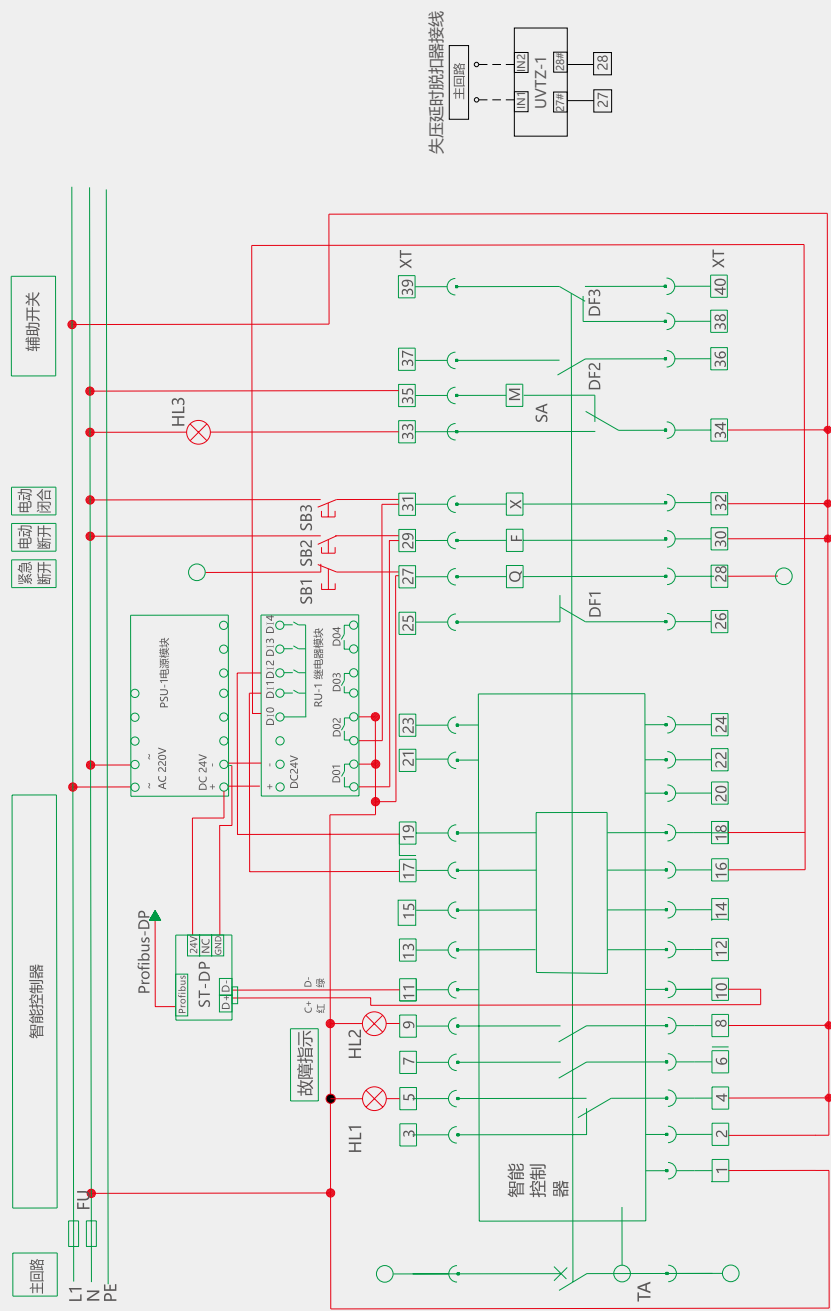 主回路
L1
N
PE
FU
智能控制器
紧急
断开
电动
断开
电动
闭合
辅助开关
Profibus-DP
Profibus
ST-DP
24V
NC
GND
D+
D-
C+
红
D-
绿
故障指示
HL1
HL2
HL3
PSU-1电源模块
AC 220V
~
~
DC 24V
+
-
RU-1 继电器模块
DC24V
+
-
DI0
DI1
DI2
DI3
DI4
D01
D02
D03
D04
SB1
SB2
SB3
3
5
7
9
11
13
15
17
19
21
23
25
27
29
31
33
35
37
39
XT
智能
控制
器
TA
Q
F
X
M
SA
DF1
DF2
DF3
1
2
4
6
8
10
12
14
16
18
20
22
24
26
28
30
32
34
36
38
40
XT
失压延时脱扣器接线
主回路
IN1
IN2
UVTZ-1
27#
28#
27
28